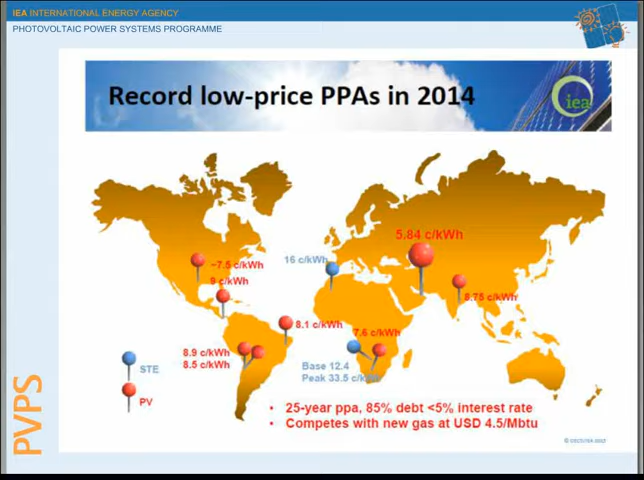 IEA INTERNATIONAL ENERGY AGENCY
PHOTOVOLTAIC POWER SYSTEMS PROGRAMME
Record low-price PPAs in 2014
iea
5.84 c/kWh
16 c/kWh
~7.5 c/kWh
9 c/kWh
8.75 c/kWh
8.1 c/kWh
7.6 c/kWh
8.9 c/kWh
8.5 c/kWh
Base 12.4
Peak 33.5 c/kWh
STE
PV
PVPS
• 25-year ppa, 85% debt <5% interest rate
• Competes with new gas at USD 4.5/Mbtu